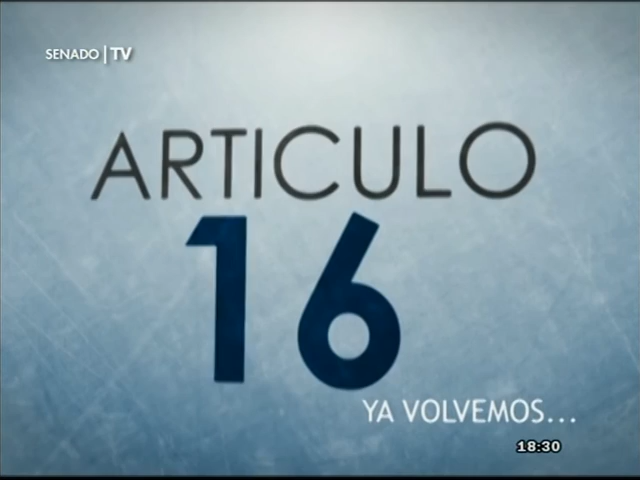 SENADO | TV
ARTICULO
16
YA VOLVEMOS...
18:30